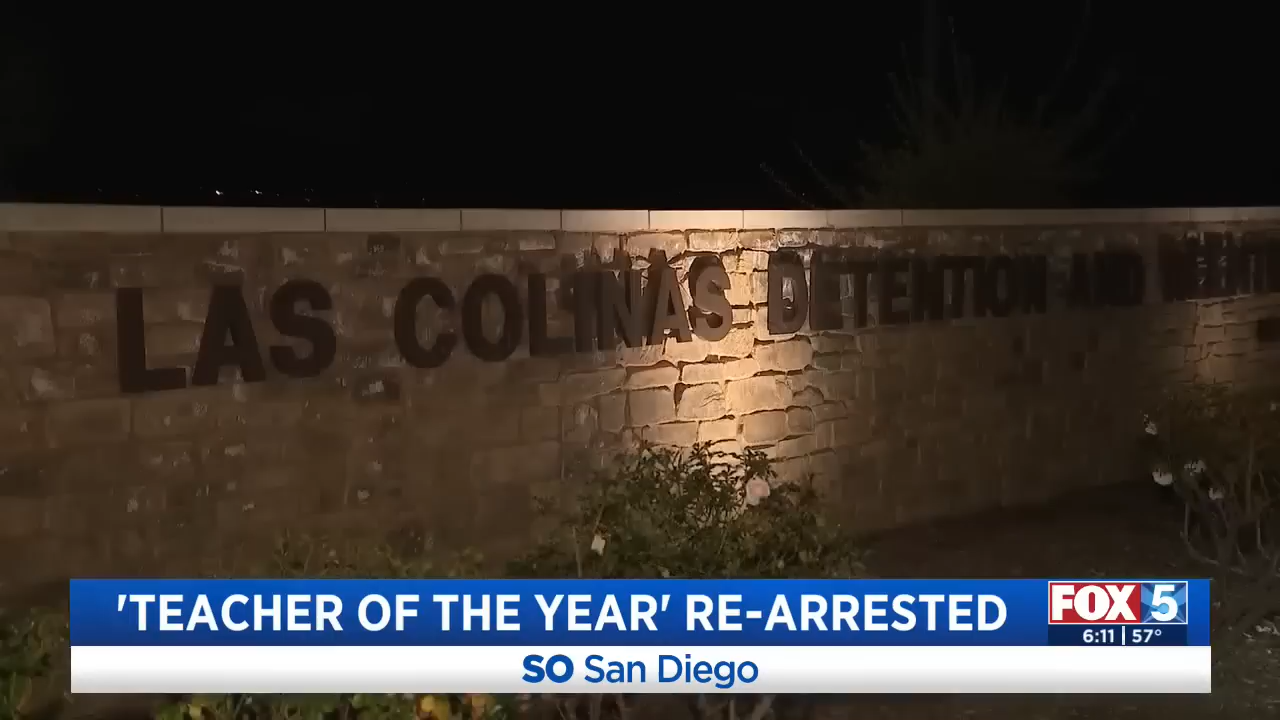 LAS COLINAS DETENTION AND
'TEACHER OF THE YEAR' RE-ARRESTED
FOX 5
6:11 57°
SO San Diego